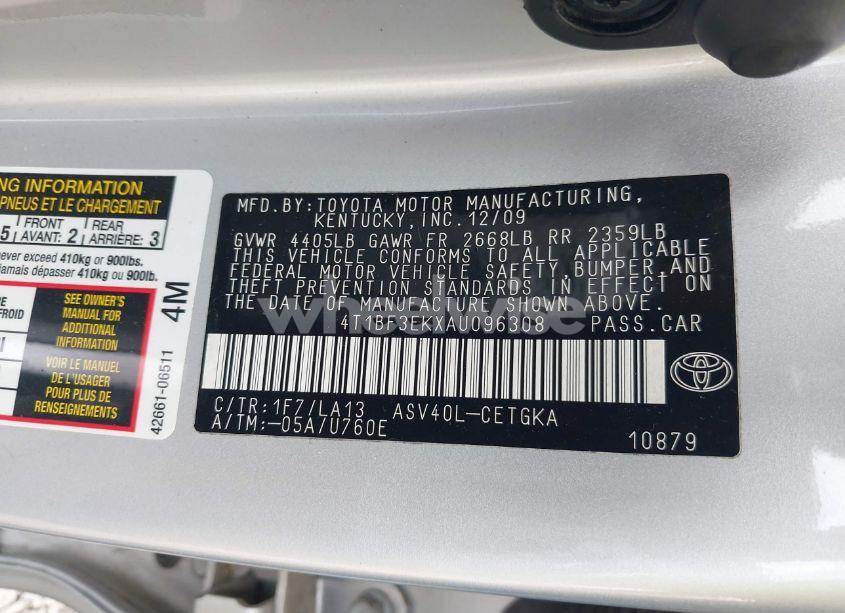 NG INFORMATION
PNEUS ET LE CHARGEMENT
5 FRONT AVANT: 2 REAR ARRIÈRE: 3
never exceed 410kg or 900lbs.
jamais dépasser 410kg ou 900lb.
FROID
SEE OWNER'S
MANUAL FOR
ADDITIONAL
INFORMATION
VOIR LE MANUEL
DE L'USAGER
POUR PLUS DE
RENSEIGNEMENTS
4M
42661-06511
MFD.BY:TOYOTA MOTOR MANUFACTURING,
KENTUCKY,INC.12/09
GVWR 4405LB GAWR FR 2668LB RR 2359LB
THIS VEHICLE CONFORMS TO ALL APPLICABLE
FEDERAL MOTOR VEHICLE SAFETY,BUMPER,AND
THEFT PREVENTION STANDARDS IN EFFECT ON
THE DATE OF MANUFACTURE SHOWN ABOVE.
4T1BF3EKXAU096308 PASS.CAR
C/TR:1F7/LA13 ASV40L-CETGKA
A/TM:-05A/U760E
10879